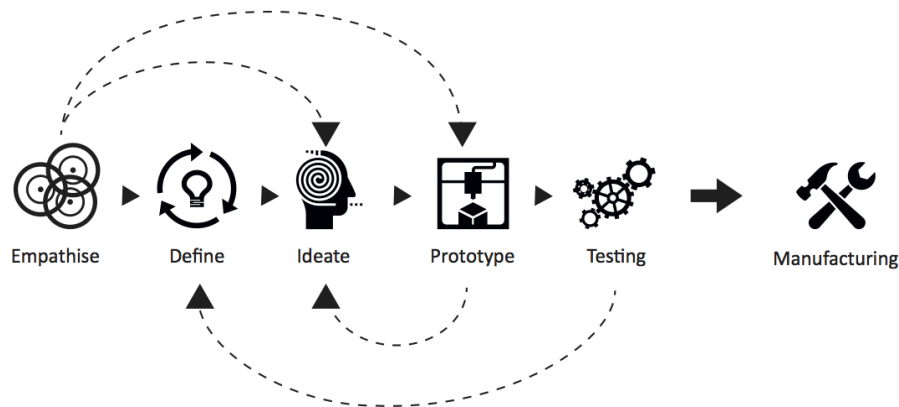 Empathise
Define
Ideate
Prototype
Testing
Manufacturing